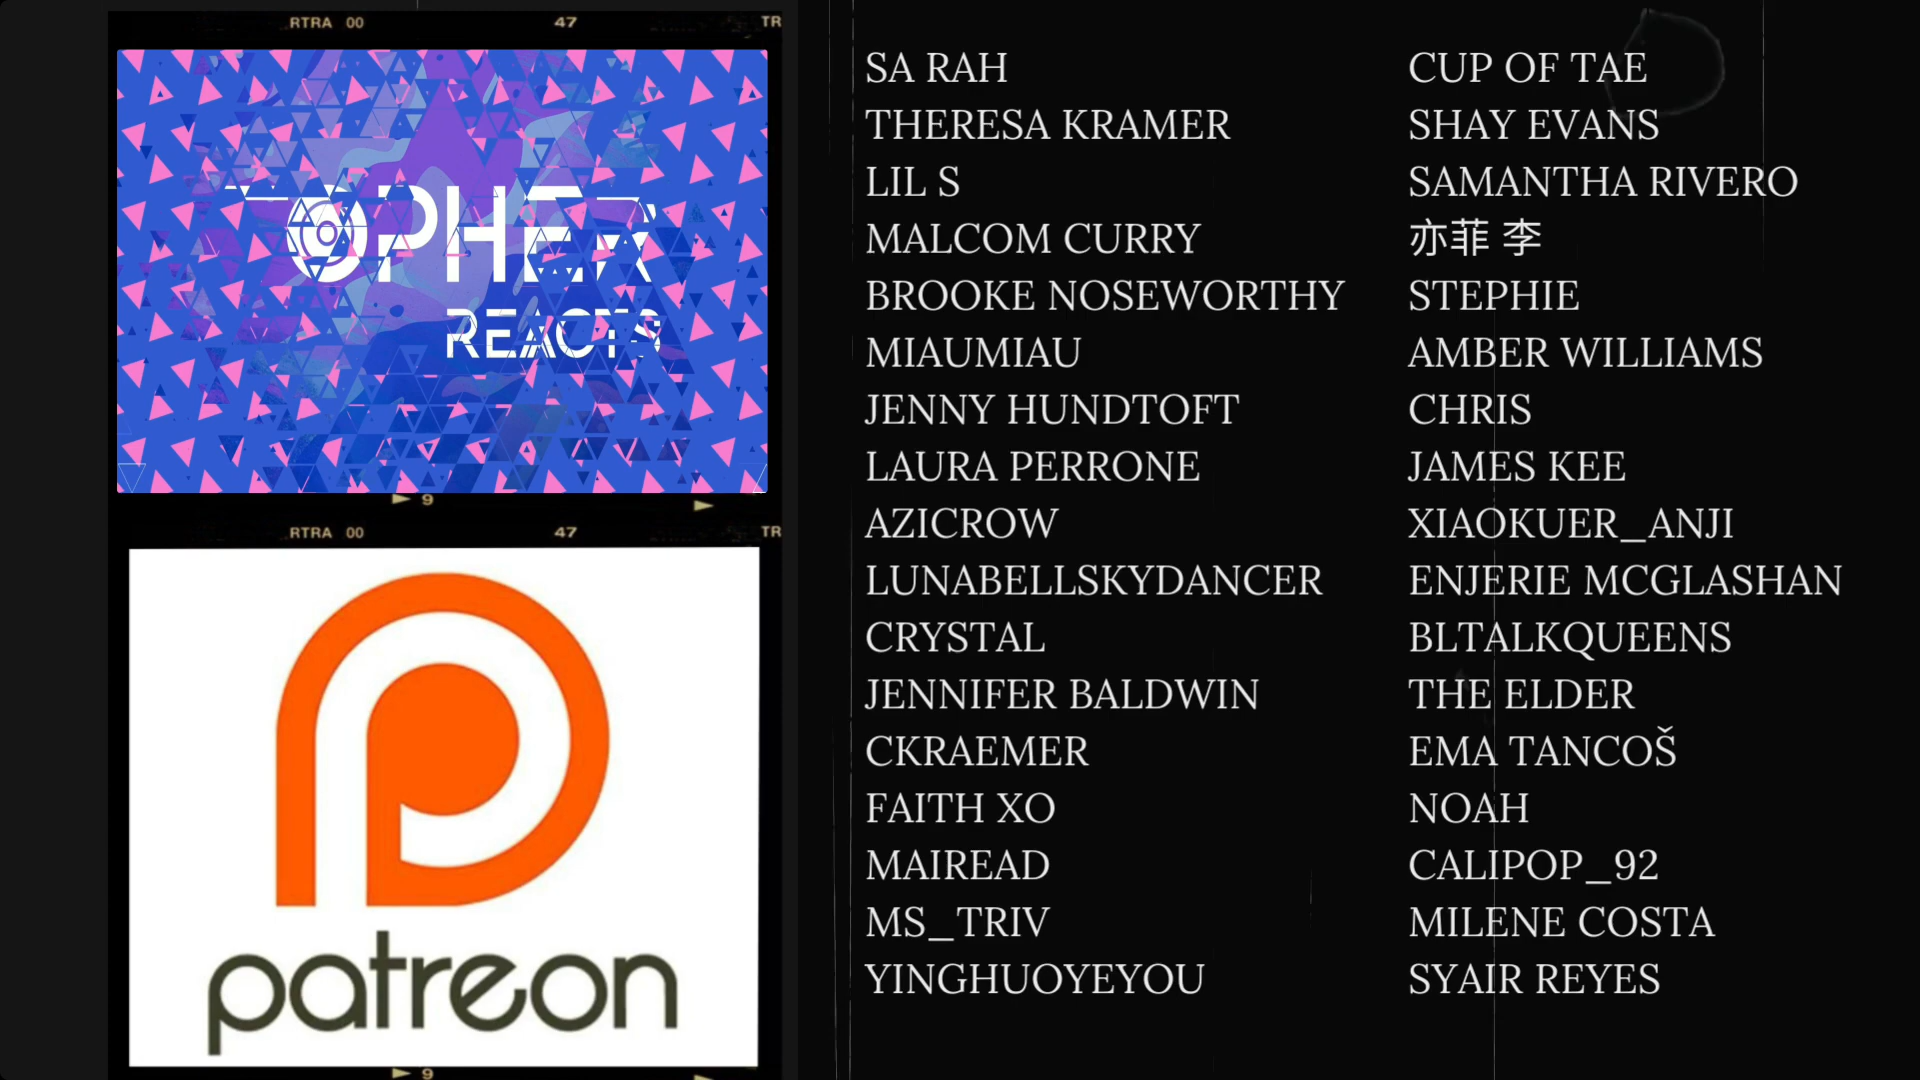 RTRA 00 47 TR
TOPHER
REACTS
9
RTRA 00 47 TR
patreon
9
SA RAH
THERESA KRAMER
LIL S
MALCOM CURRY
BROOKE NOSEWORTHY
MIAUMIAU
JENNY HUNDTOFT
LAURA PERRONE
AZICROW
LUNABELLSKYDANCER
CRYSTAL
JENNIFER BALDWIN
CKRAEMER
FAITH XO
MAIREAD
MS_TRIV
YINGHUOYEYOU
CUP OF TAE
SHAY EVANS
SAMANTHA RIVERO
亦菲 李
STEPHIE
AMBER WILLIAMS
CHRIS
JAMES KEE
XIAOKUER_ANJI
ENJERIE MCGLASHAN
BLTALKQUEENS
THE ELDER
EMA TANCOŠ
NOAH
CALIPOP_92
MILENE COSTA
SYAIR REYES